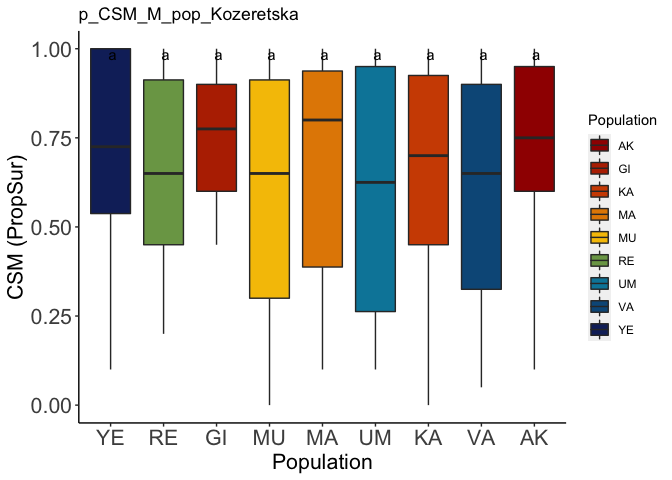 p_CSM_M_pop_Kozeretska
CSM (PropSur)
1.00
0.75
0.50
0.25
0.00
a a a a a a a a a
YE RE GI MU MA UM KA VA AK
Population
Population
AK
GI
KA
MA
MU
RE
UM
VA
YE